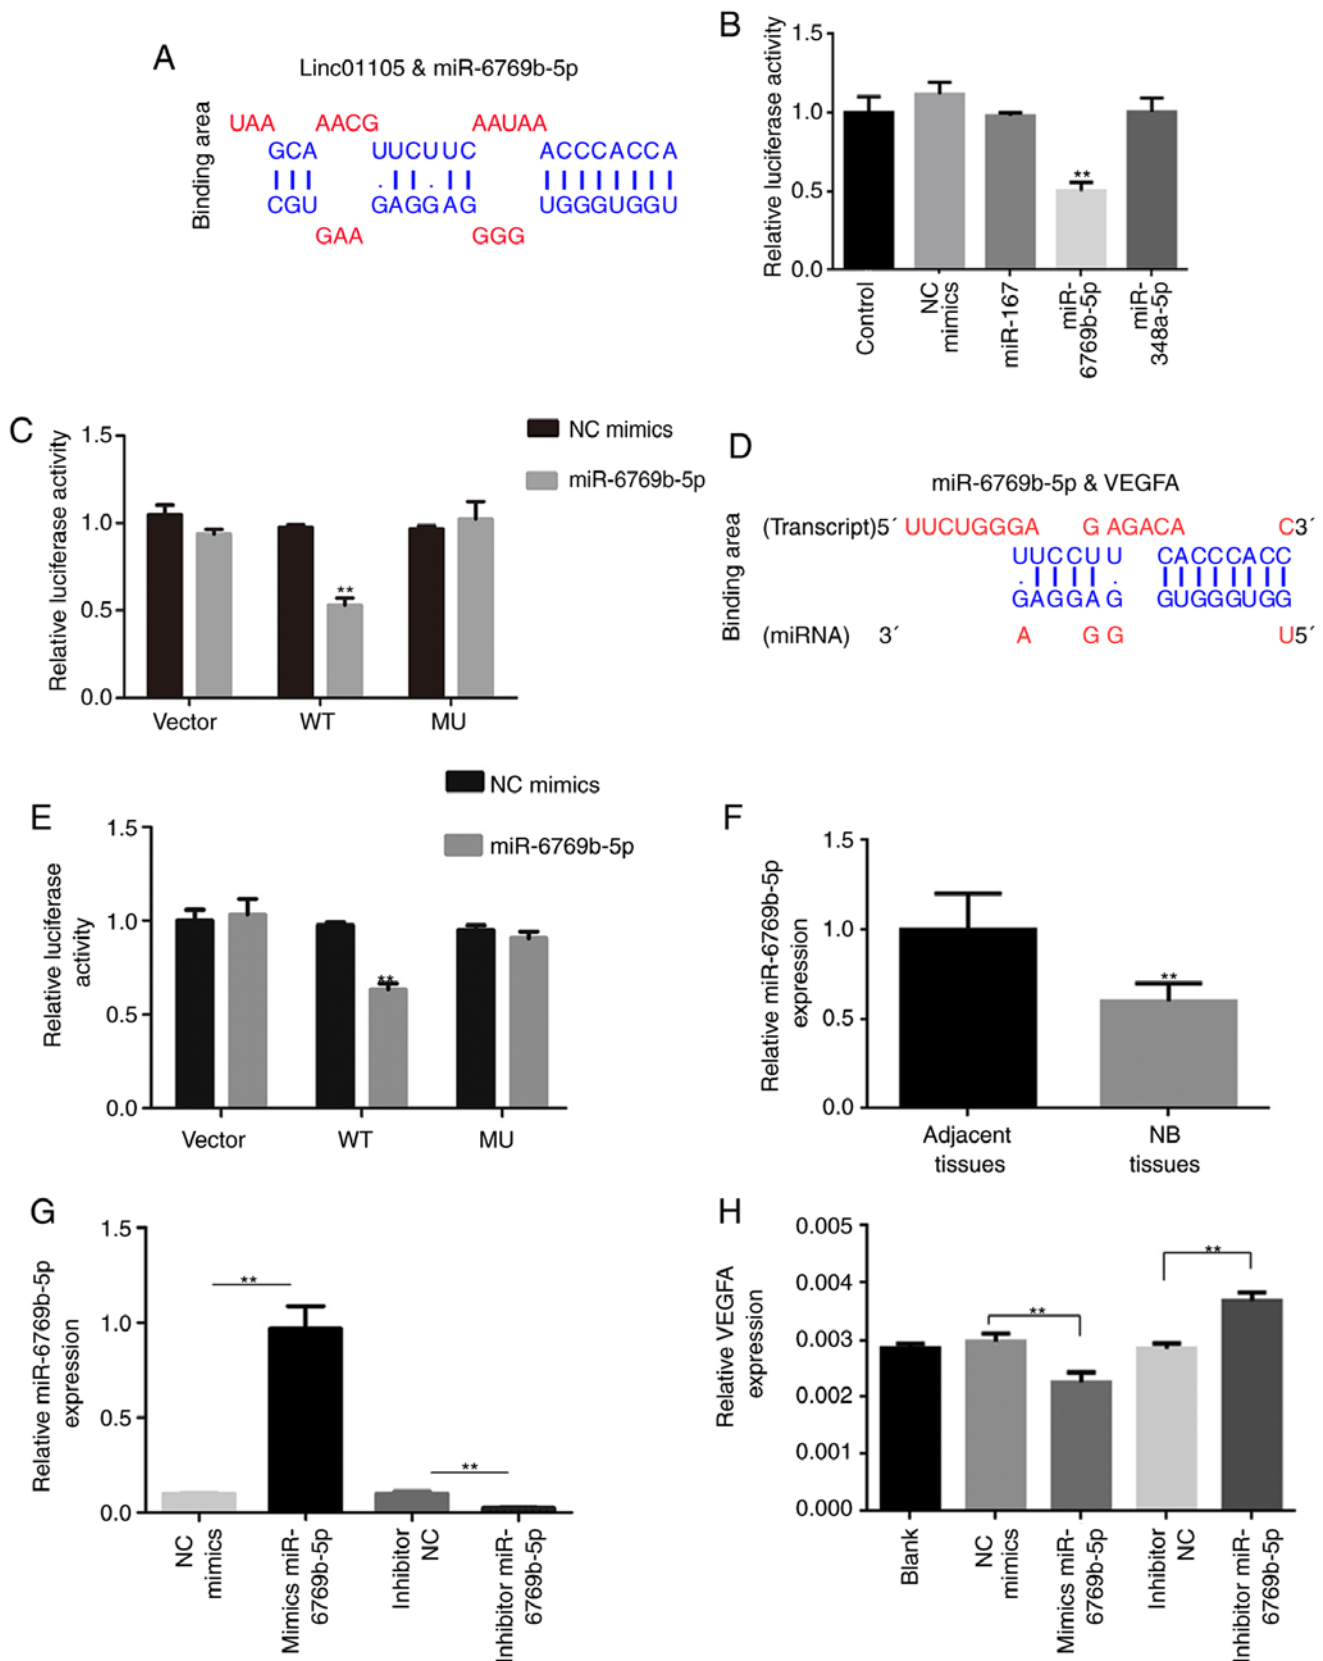 A
Linc01105 & miR-6769b-5p
Binding area
UAA AACG AAUAA
GCA UUCUUC ACCCACCA
CGU GAGGAG UGGGUGGU
GAA GGG
B
Relative luciferase activity
1.5
1.0
0.5
0.0
**
Control
NC mimics
miR-167
miR-6769b-5p
miR-348a-5p
C
Relative luciferase activity
1.5
1.0
0.5
0.0
NC mimics
miR-6769b-5p
**
Vector WT MU
D
miR-6769b-5p & VEGFA
Binding area
(Transcript)5´ UUCUGGGA G AGACA C3´
UUCCUU CACCCACC
GAGGAG GUGGGUGG
(miRNA) 3´ A GG U5´
E
Relative luciferase activity
1.5
1.0
0.5
0.0
NC mimics
miR-6769b-5p
**
Vector WT MU
F
Relative miR-6769b-5p expression
1.5
1.0
0.5
0.0
**
Adjacent tissues
NB tissues
G
Relative miR-6769b-5p expression
1.5
1.0
0.5
0.0
**
**
NC mimics
Mimics miR-6769b-5p
Inhibitor NC
Inhibitor miR-6769b-5p
H
Relative VEGFA expression
0.005
0.004
0.003
0.002
0.001
0.000
**
**
Blank
NC mimics
Mimics miR-6769b-5p
Inhibitor NC
Inhibitor miR-6769b-5p